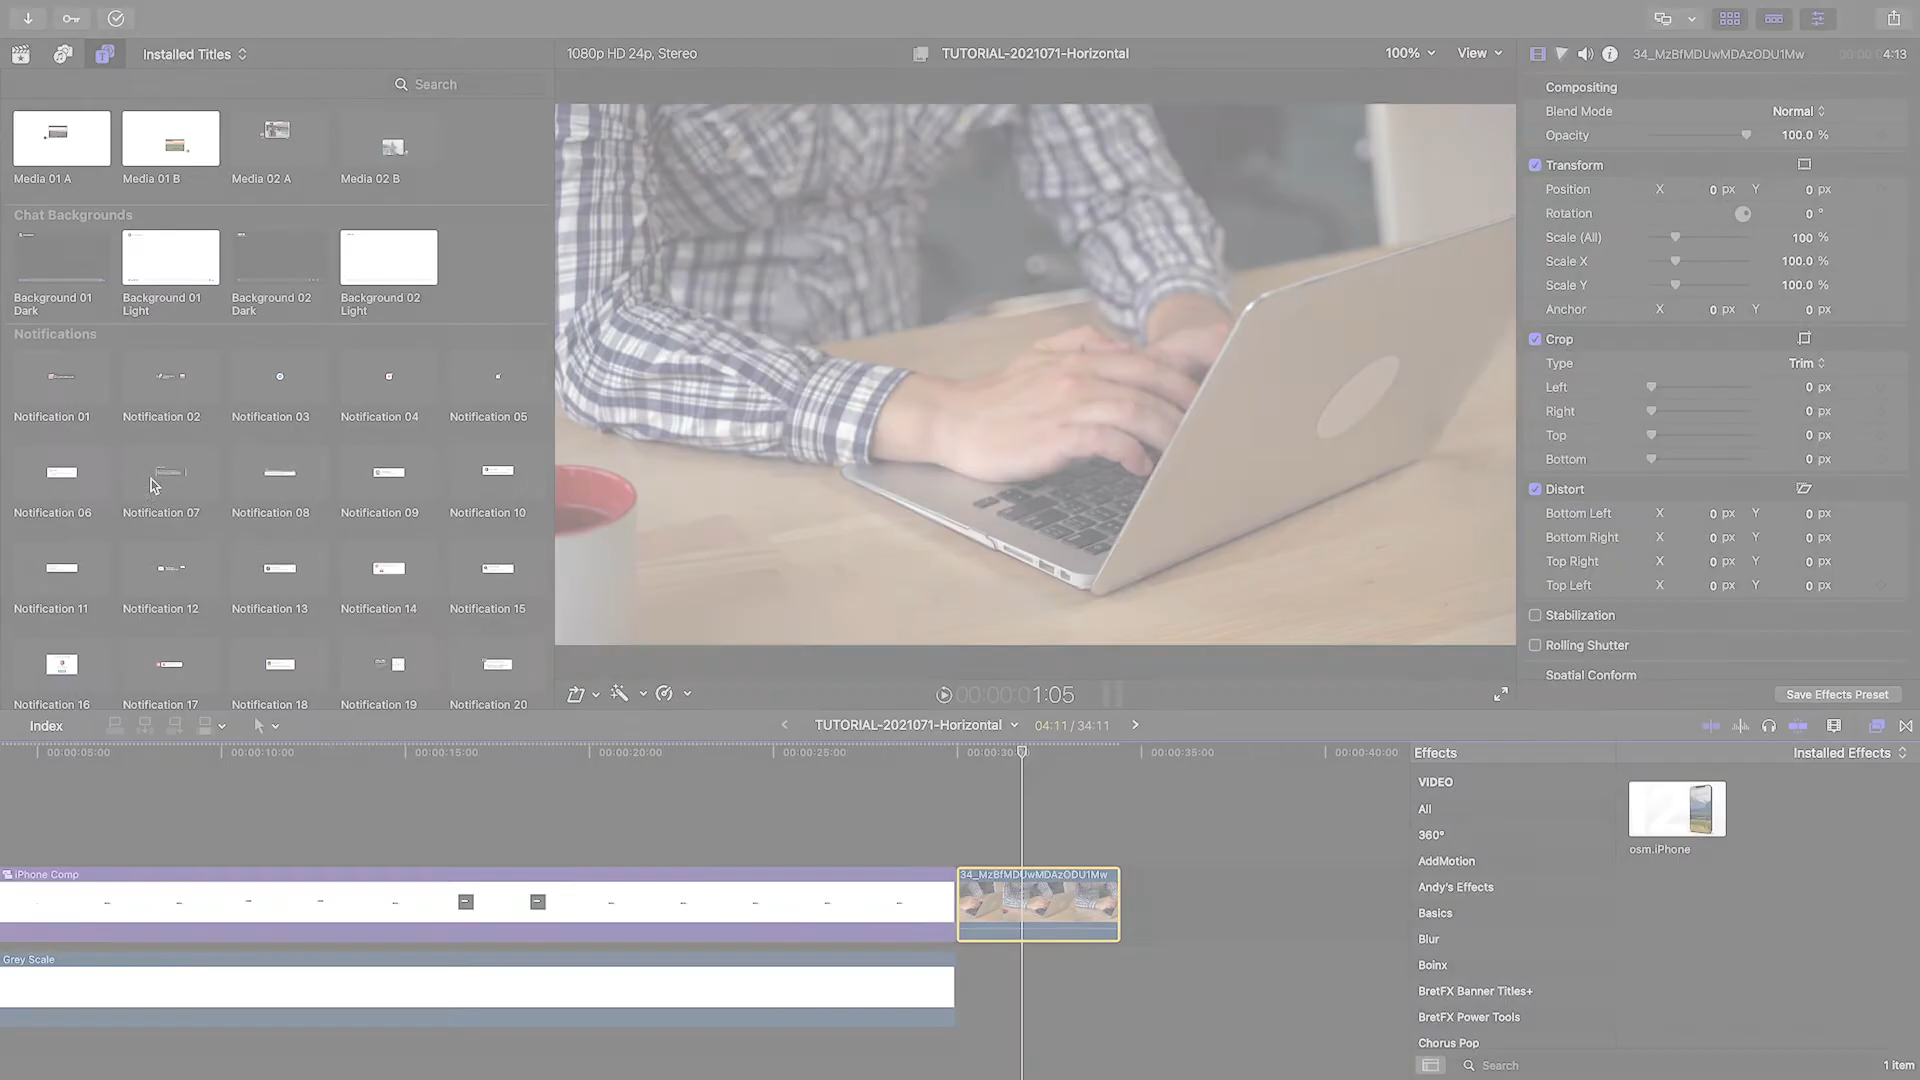 Installed Titles
1080p HD 24p, Stereo
TUTORIAL-2021071-Horizontal
100%
View
34_MzBfMDUwMDAzODU1Mw
4:13
Search
Media 01 A
Media 01 B
Media 02 A
Media 02 B
Chat Backgrounds
Background 01 Dark
Background 01 Light
Background 02 Dark
Background 02 Light
Notifications
Notification 01
Notification 02
Notification 03
Notification 04
Notification 05
Notification 06
Notification 07
Notification 08
Notification 09
Notification 10
Notification 11
Notification 12
Notification 13
Notification 14
Notification 15
Notification 16
Notification 17
Notification 18
Notification 19
Notification 20
Compositing
Blend Mode Normal
Opacity 100.0 %
Transform
Position X 0 px Y 0 px
Rotation 0 °
Scale (All) 100 %
Scale X 100.0 %
Scale Y 100.0 %
Anchor X 0 px Y 0 px
Crop
Type Trim
Left 0 px
Right 0 px
Top 0 px
Bottom 0 px
Distort
Bottom Left X 0 px Y 0 px
Bottom Right X 0 px Y 0 px
Top Right X 0 px Y 0 px
Top Left X 0 px Y 0 px
Stabilization
Rolling Shutter
Spatial Conform
Save Effects Preset
00:00:01:05
Index
TUTORIAL-2021071-Horizontal
04:11 / 34:11
00:00:05:00
00:00:10:00
00:00:15:00
00:00:20:00
00:00:25:00
00:00:35:00
00:00:40:00
iPhone Comp
34_MzBfMDUwMDAzODU1Mw
Grey Scale
Effects
Installed Effects
VIDEO
All
360°
AddMotion
Andy's Effects
Basics
Blur
Boinx
BretFX Banner Titles+
BretFX Power Tools
Chorus Pop
osm.iPhone
Search
1 item